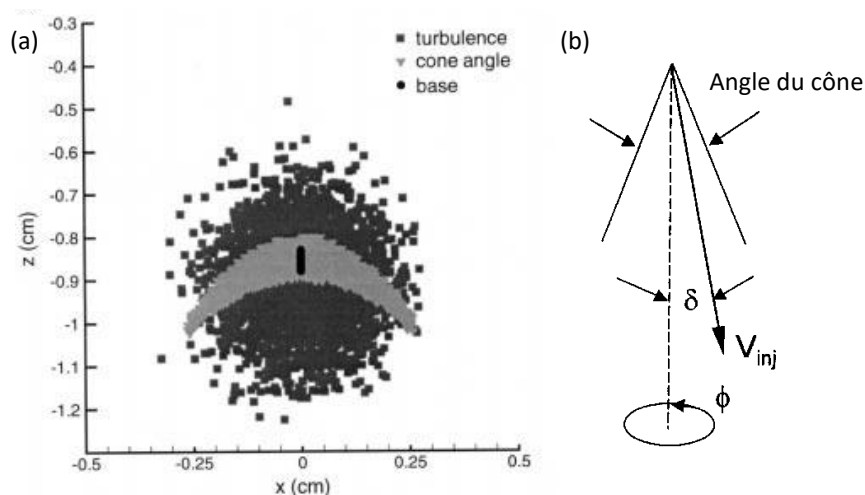 (a)
-0.3
-0.4
-0.5
-0.6
-0.7
-0.8
-0.9
-1
-1.1
-1.2
z (cm)
turbulence
cone angle
base
-0.5
-0.25
0
0.25
0.5
x (cm)
(b)
Angle du cône
δ
Vinj
ϕ